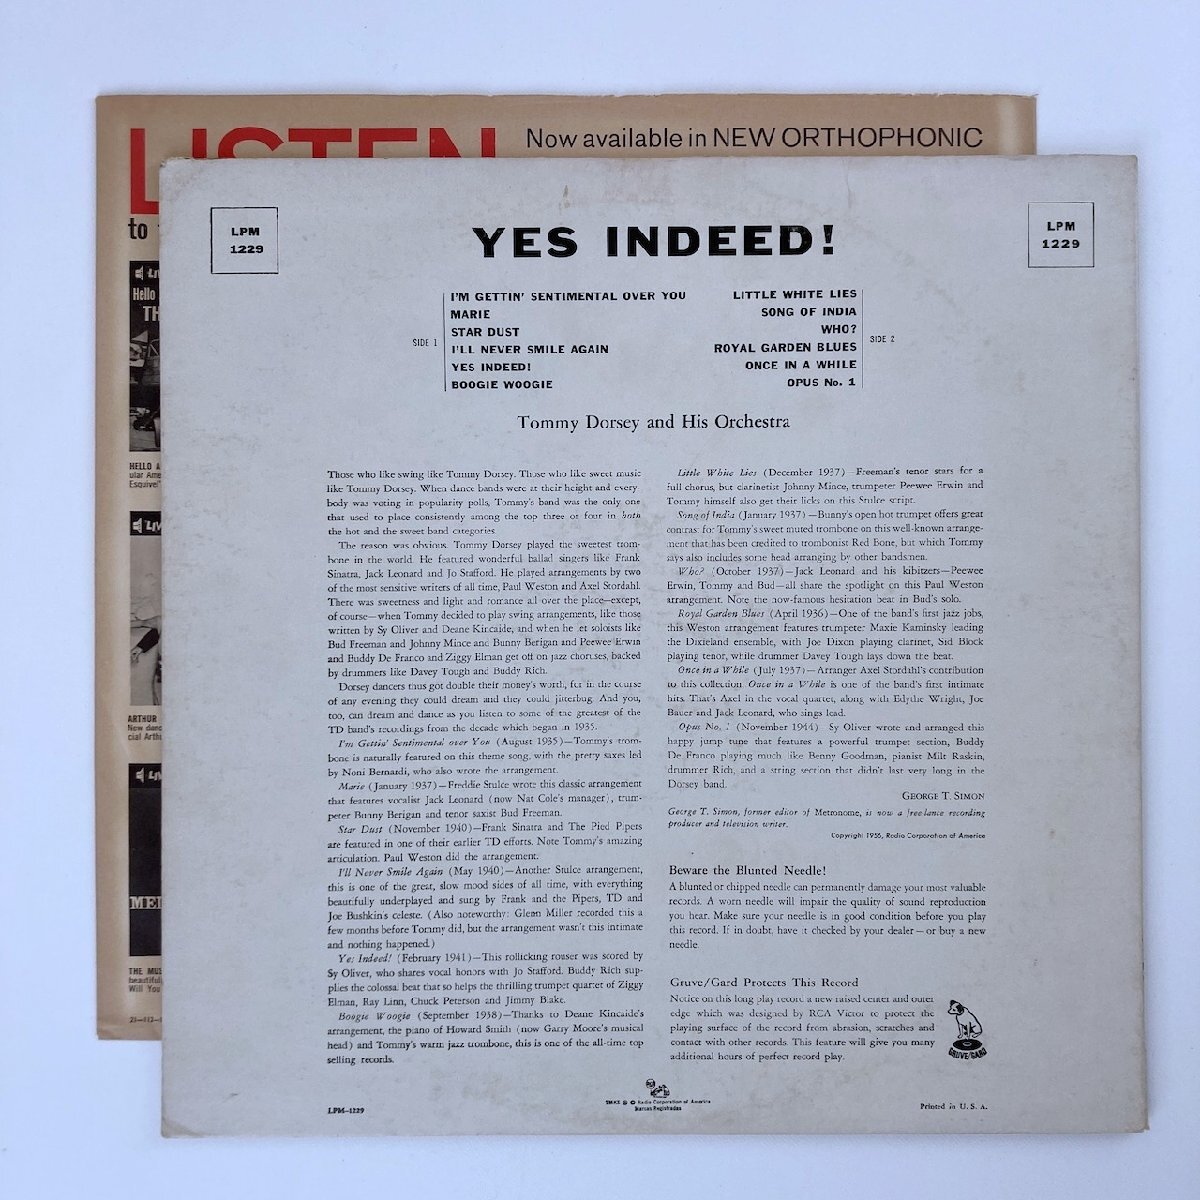 LISTEN
Now available in NEW ORTHOPHONIC
to
Hello
TH
HELLO A
ular Ame
Esquivel'
ARTHUR
New danc
cial Arthu
THE MUS
beautiful
Will You
LPM
1229
YES INDEED!
LPM
1229
SIDE 1
I'M GETTIN' SENTIMENTAL OVER YOU
MARIE
STAR DUST
I'LL NEVER SMILE AGAIN
YES INDEED!
BOOGIE WOOGIE
LITTLE WHITE LIES
SONG OF INDIA
WHO?
ROYAL GARDEN BLUES
ONCE IN A WHILE
OPUS No. 1
SIDE 2
Tommy Dorsey and His Orchestra
Those who like swing like Tommy Dorsey. Those who like sweet music
like Tommy Dorsey. When dance bands were at their height and every-
body was voting in popularity polls, Tommy's band was the only one
that used to place consistently among the top three or four in both
the hot and the sweet band categories.
The reason was obvious. Tommy Dorsey played the sweetest trom-
bone in the world. He featured wonderful ballad singers like Frank
Sinatra, Jack Leonard and Jo Stafford. He played arrangements by two
of the most sensitive writers of all time, Paul Weston and Axel Stordahl.
There was sweetness and light and romance all over the place—except,
of course—when Tommy decided to play swing arrangements, like those
written by Sy Oliver and Deane Kincaide, and when he let soloists like
Bud Freeman and Johnny Mince and Bunny Berigan and Peewee Erwin
and Buddy De Franco and Ziggy Elman get off on jazz choruses, backed
by drummers like Davey Tough and Buddy Rich.
Dorsey dancers thus got double their money's worth, for in the course
of any evening they could dream and they could jitterbug. And you,
too, can dream and dance as you listen to some of the greatest of the
TD band's recordings from the decade which began in 1935.
I'm Gettin' Sentimental over You (August 1935)—Tommy's trom-
bone is naturally featured on this theme song, with the pretty saxes led
by Noni Bernardi, who also wrote the arrangement.
Marie (January 1937)—Freddie Stulce wrote this classic arrangement
that features vocalist Jack Leonard (now Nat Cole's manager), trum-
peter Bunny Berigan and tenor saxist Bud Freeman.
Star Dust (November 1940)—Frank Sinatra and The Pied Pipers
are featured in one of their earlier TD efforts. Note Tommy's amazing
articulation. Paul Weston did the arrangement.
I'll Never Smile Again (May 1940)—Another Stulce arrangement,
this is one of the great, slow mood sides of all time, with everything
beautifully underplayed and sung by Frank and the Pipers, TD and
Joe Bushkin's celeste. (Also noteworthy: Glenn Miller recorded this a
few months before Tommy did, but the arrangement wasn't this intimate
and nothing happened.)
Yes Indeed! (February 1941)—This rollicking rouser was scored by
Sy Oliver, who shares vocal honors with Jo Stafford. Buddy Rich sup-
plies the colossal beat that so helps the thrilling trumpet quartet of Ziggy
Elman, Ray Linn, Chuck Peterson and Jimmy Blake.
Boogie Woogie (September 1938)—Thanks to Deane Kincaide's
arrangement, the piano of Howard Smith (now Garry Moore's musical
head) and Tommy's warm jazz trombone, this is one of the all-time top
selling records.
Little White Lies (December 1937)—Freeman's tenor stars for a
full chorus, but clarinetist Johnny Mince, trumpeter Peewee Erwin and
Tommy himself also get their licks on this Stulce script.
Song of India (January 1937)—Bunny's open hot trumpet offers great
contrast for Tommy's sweet muted trombone on this well-known arrange-
ment that has been credited to trombonist Red Bone, but which Tommy
says also includes some head arranging by other bandsmen.
Who? (October 1937)—Jack Leonard and his kibitzers—Peewee
Erwin, Tommy and Bud—all share the spotlight on this Paul Weston
arrangement. Note the now-famous hesitation beat in Bud's solo.
Royal Garden Blues (April 1936)—One of the band's first jazz jobs,
this Weston arrangement features trumpeter Maxie Kaminsky leading
the Dixieland ensemble, with Joe Dixon playing clarinet, Sid Block
playing tenor, while drummer Davey Tough lays down the beat.
Once in a While (July 1937)—Arranger Axel Stordahl's contribution
to this collection. Once in a While is one of the band's first intimate
hits. That's Axel in the vocal quartet, along with Edythe Wright, Joe
Bauer and Jack Leonard, who sings lead.
Opus No. 1 (November 1944)—Sy Oliver wrote and arranged this
happy jump tune that features a powerful trumpet section, Buddy
De Franco playing much like Benny Goodman, pianist Milt Raskin,
drummer Rich, and a string section that didn't last very long in the
Dorsey band.
GEORGE T. SIMON
George T. Simon, former editor of Metronome, is now a free-lance recording
producer and television writer.
Copyright 1956, Radio Corporation of America
Beware the Blunted Needle!
A blunted or chipped needle can permanently damage your most valuable
records. A worn needle will impair the quality of sound reproduction
you hear. Make sure your needle is in good condition before you play
this record. If in doubt, have it checked by your dealer—or buy a new
needle.
Gruve/Gard Protects This Record
Notice on this long play record a new raised center and outer
edge which was designed by RCA Victor to protect the
playing surface of the record from abrasion, scratches and
contact with other records. This feature will give you many
additional hours of perfect record play.
GRUVE/GARD
LPM-1229
TMKS ® © Radio Corporation of America
Marcas Registradas
Printed in U. S. A.